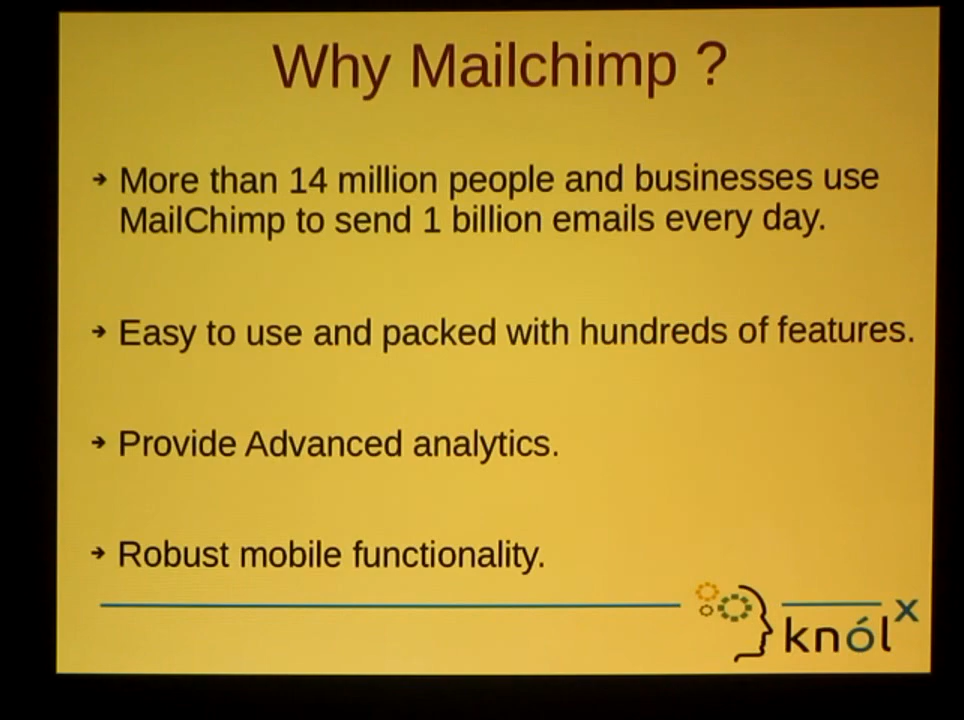 Why Mailchimp ?
➔ More than 14 million people and businesses use
MailChimp to send 1 billion emails every day.
➔ Easy to use and packed with hundreds of features.
➔ Provide Advanced analytics.
➔ Robust mobile functionality.
knólx